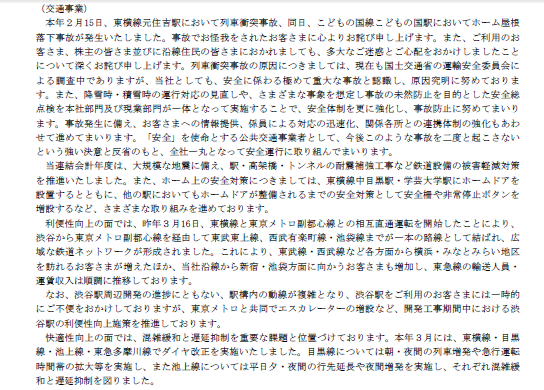 （交通事業）
　本年２月15日、東横線元住吉駅において列車衝突事故、同日、こどもの国線こどもの国駅においてホーム屋根
落下事故が発生いたしました。事故でお怪我をされたお客さまに心よりお詫び申し上げます。また、ご利用のお
客さま、株主の皆さま並びに沿線住民の皆さまにおかれましても、多大なご迷惑とご心配をおかけしましたこと
について深くお詫び申し上げます。列車衝突事故の原因につきましては、現在も国土交通省の運輸安全委員会に
よる調査中でありますが、当社としても、安全に係わる極めて重大な事故と認識し、原因究明に努めておりま
す。また、降雪時・積雪時の運行対応の見直しや、さまざまな事象を想定し事故の未然防止を目的とした安全総
点検を本社部門及び現業部門が一体となって実施することで、安全体制を更に強化し、事故防止に努めてまいり
ます。事故発生に備え、お客さまへの情報提供、係員による対応の迅速化、関係各所との連携体制の強化もあわ
せて進めてまいります。「安全」を使命とする公共交通事業者として、今後このような事故を二度と起こさない
という強い決意と反省のもと、全社一丸となって安全運行に取り組んでまいります。
　当連結会計年度は、大規模な地震に備え、駅・高架橋・トンネルの耐震補強工事など鉄道設備の被害軽減対策
を推進いたしました。また、ホーム上の安全対策につきましては、東横線中目黒駅・学芸大学駅にホームドアを
設置するとともに、他の駅においてもホームドアが整備されるまでの安全対策として安全柵や非常停止ボタンを
増設するなど、さまざまな取り組みを進めております。
　利便性向上の面では、昨年３月16日、東横線と東京メトロ副都心線との相互直通運転を開始したことにより、
渋谷から東京メトロ副都心線を経由して東武東上線、西武有楽町線・池袋線までが一本の路線として結ばれ、広
域な鉄道ネットワークが形成されました。これにより、東武線・西武線など各方面から横浜・みなとみらい地区
を訪れるお客さまが増えたほか、当社沿線から新宿・池袋方面に向かうお客さまも増加し、東急線の輸送人員・
運賃収入は順調に推移しております。
　なお、渋谷駅周辺開発の進捗にともない、駅構内の動線が複雑となり、渋谷駅をご利用のお客さまには一時的
にご不便をおかけしておりますが、東京メトロと共同でエスカレーターの増設など、開発工事期間中における渋
谷駅の利便性向上施策を推進しております。
　快適性向上の面では、混雑緩和と遅延抑制を重要な課題と位置づけております。本年３月には、東横線・目黒
線・池上線・東急多摩川線でダイヤ改正を実施いたしました。目黒線については朝・夜間の列車増発や急行運転
時間帯の拡大等を実施し、また池上線については平日夕・夜間の行先延長や夜間増発を実施し、それぞれ混雑緩
和と遅延抑制を図りました。